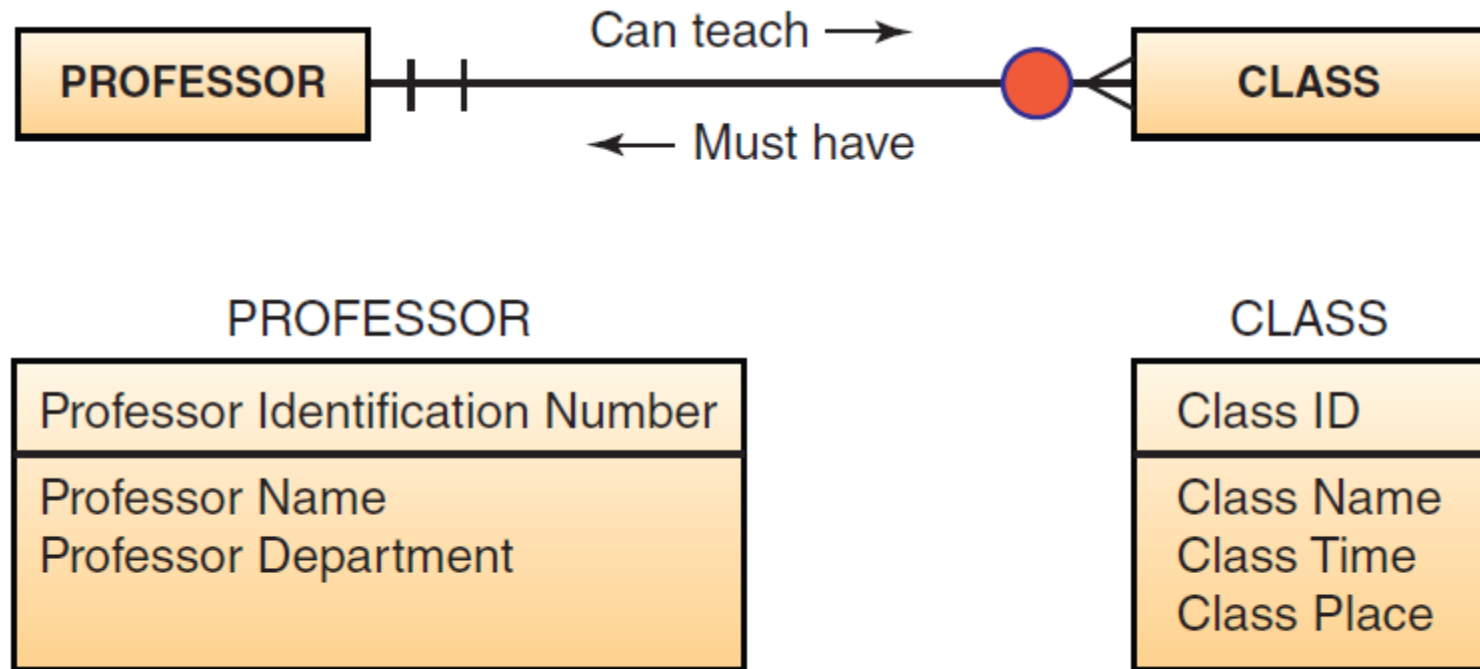 Can teach
PROFESSOR
CLASS
Must have
PROFESSOR
CLASS
Professor Identification Number
Class ID
Professor Name
Class Name
Professor Department
Class Time
Class Place